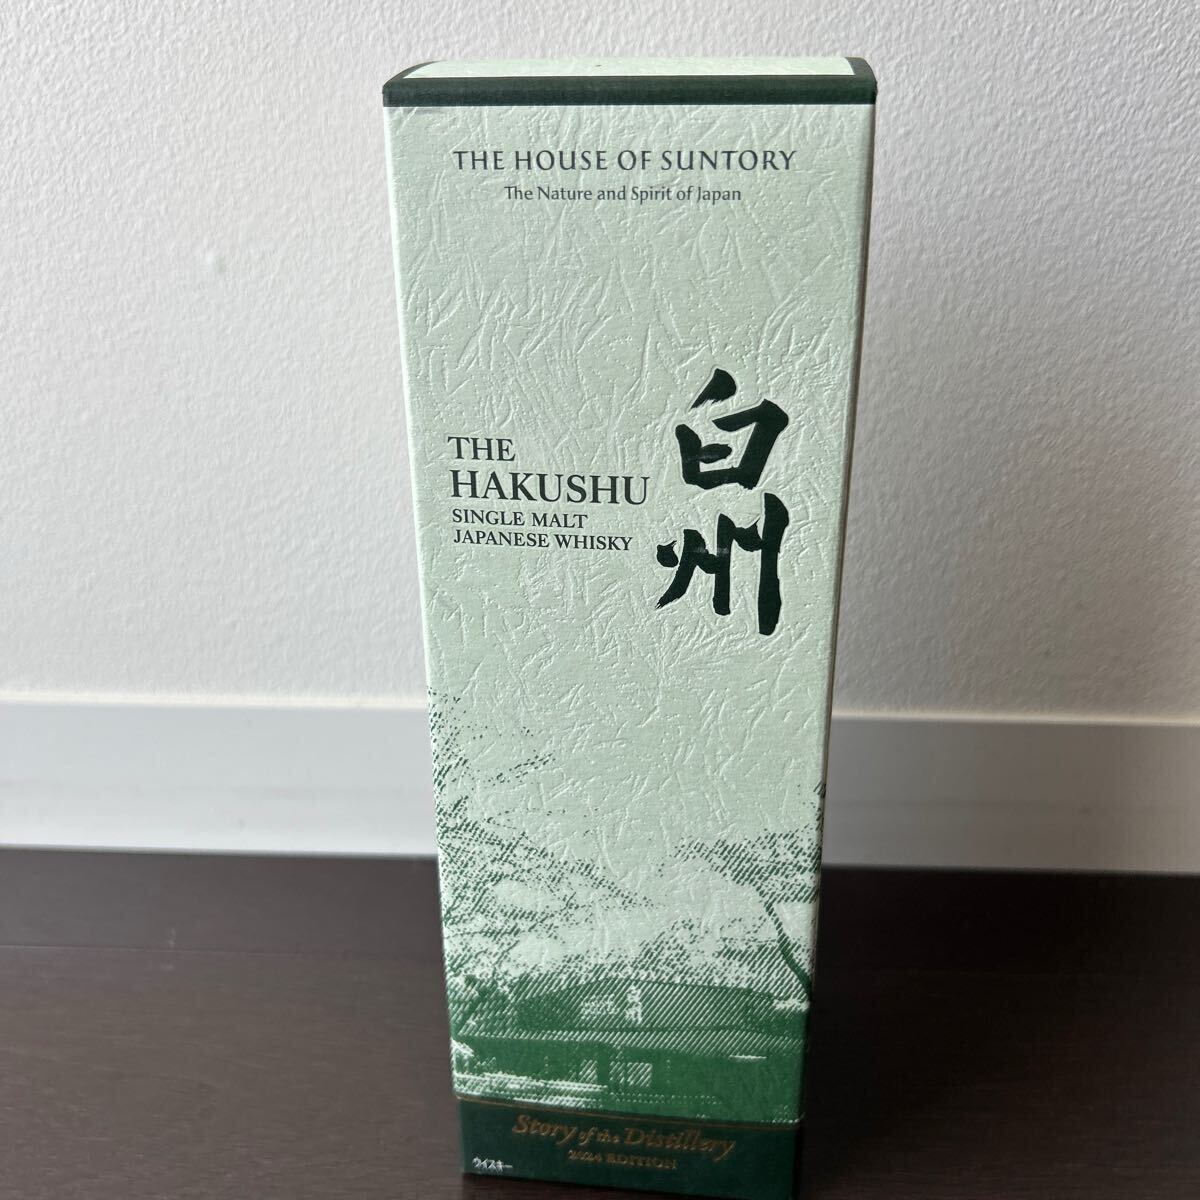 THE HOUSE OF SUNTORY
The Nature and Spirit of Japan
THE
HAKUSHU
SINGLE MALT
JAPANESE WHISKY
白州
Story of the Distillery
2024 EDITION
ウイスキー